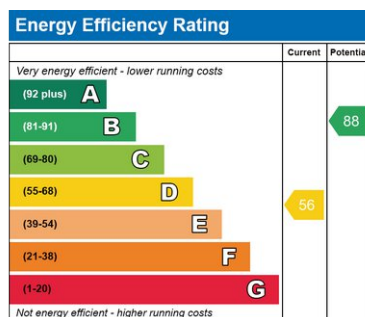 Energy Efficiency Rating
Current Potentia
Very energy efficient - lower running costs
(92 plus) A
(81-91) B
88
(69-80) C
(55-68) D
56
(39-54) E
(21-38) F
(1-20) G
Not energy efficient - higher running costs